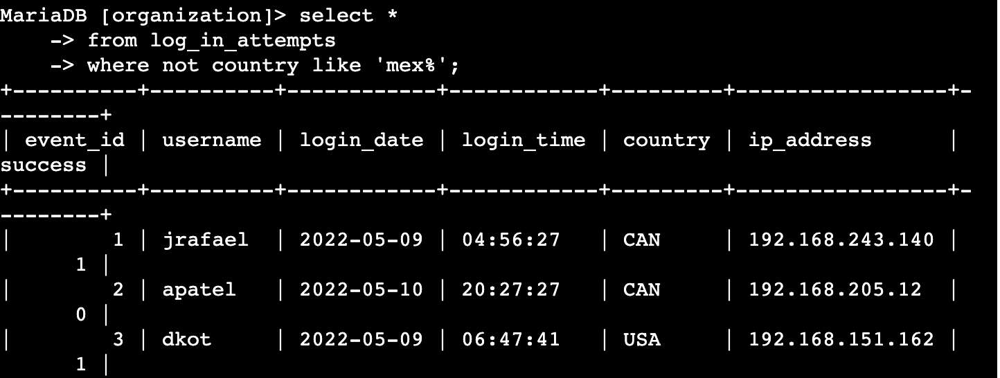 MariaDB [organization]> select *
    -> from log_in_attempts
    -> where not country like 'mex%';
+----------+----------+------------+------------+---------+-----------------+-
--------+
| event_id | username | login_date | login_time | country | ip_address      |
success |
+----------+----------+------------+------------+---------+-----------------+-
--------+
|        1 | jrafael  | 2022-05-09 | 04:56:27   | CAN     | 192.168.243.140 |
      1 |
|        2 | apatel   | 2022-05-10 | 20:27:27   | CAN     | 192.168.205.12  |
      0 |
|        3 | dkot     | 2022-05-09 | 06:47:41   | USA     | 192.168.151.162 |
      1 |